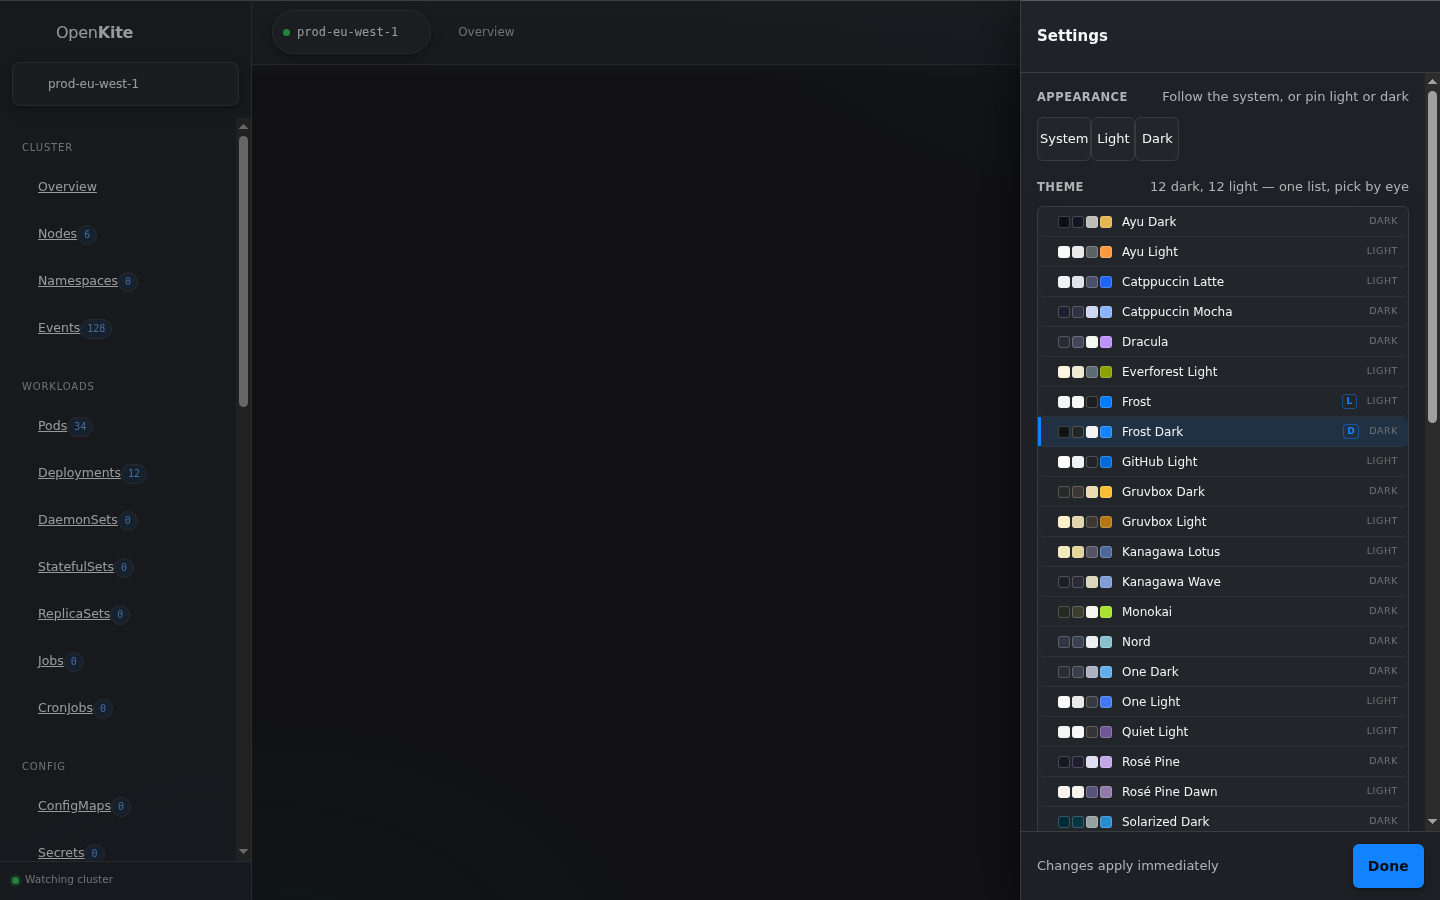 OpenKite
prod-eu-west-1
CLUSTER
Overview
Nodes 6
Namespaces 0
Events 128
WORKLOADS
Pods 34
Deployments 12
DaemonSets 0
StatefulSets 0
ReplicaSets 0
Jobs 0
CronJobs 0
CONFIG
ConfigMaps 0
Secrets 0
Watching cluster
prod-eu-west-1 Overview
Settings
APPEARANCE Follow the system, or pin light or dark
System Light Dark
THEME 12 dark, 12 light — one list, pick by eye
Ayu Dark DARK
Ayu Light LIGHT
Catppuccin Latte LIGHT
Catppuccin Mocha DARK
Dracula DARK
Everforest Light LIGHT
Frost L LIGHT
Frost Dark D DARK
GitHub Light LIGHT
Gruvbox Dark DARK
Gruvbox Light LIGHT
Kanagawa Lotus LIGHT
Kanagawa Wave DARK
Monokai DARK
Nord DARK
One Dark DARK
One Light LIGHT
Quiet Light LIGHT
Rosé Pine DARK
Rosé Pine Dawn LIGHT
Solarized Dark DARK
Changes apply immediately Done